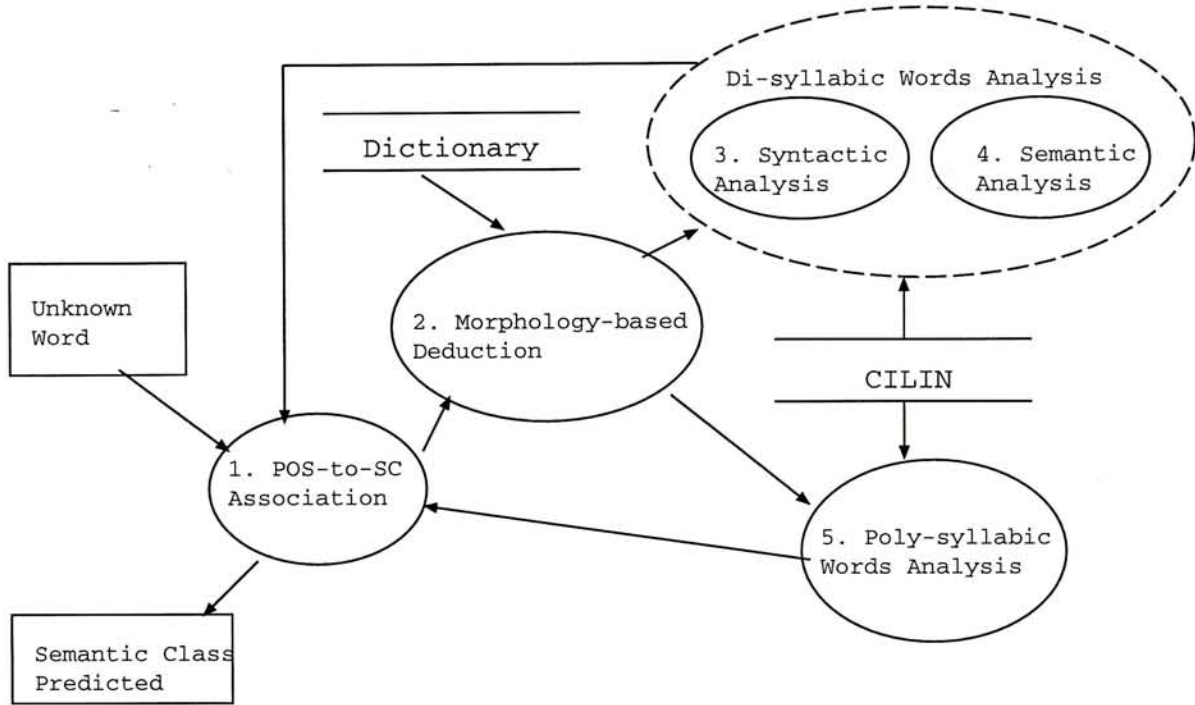 Di-syllabic Words Analysis
Dictionary
3. Syntactic
Analysis
4. Semantic
Analysis
Unknown
Word
2. Morphology-based
Deduction
CILIN
1. POS-to-SC
Association
5. Poly-syllabic
Words Analysis
Semantic Class
Predicted